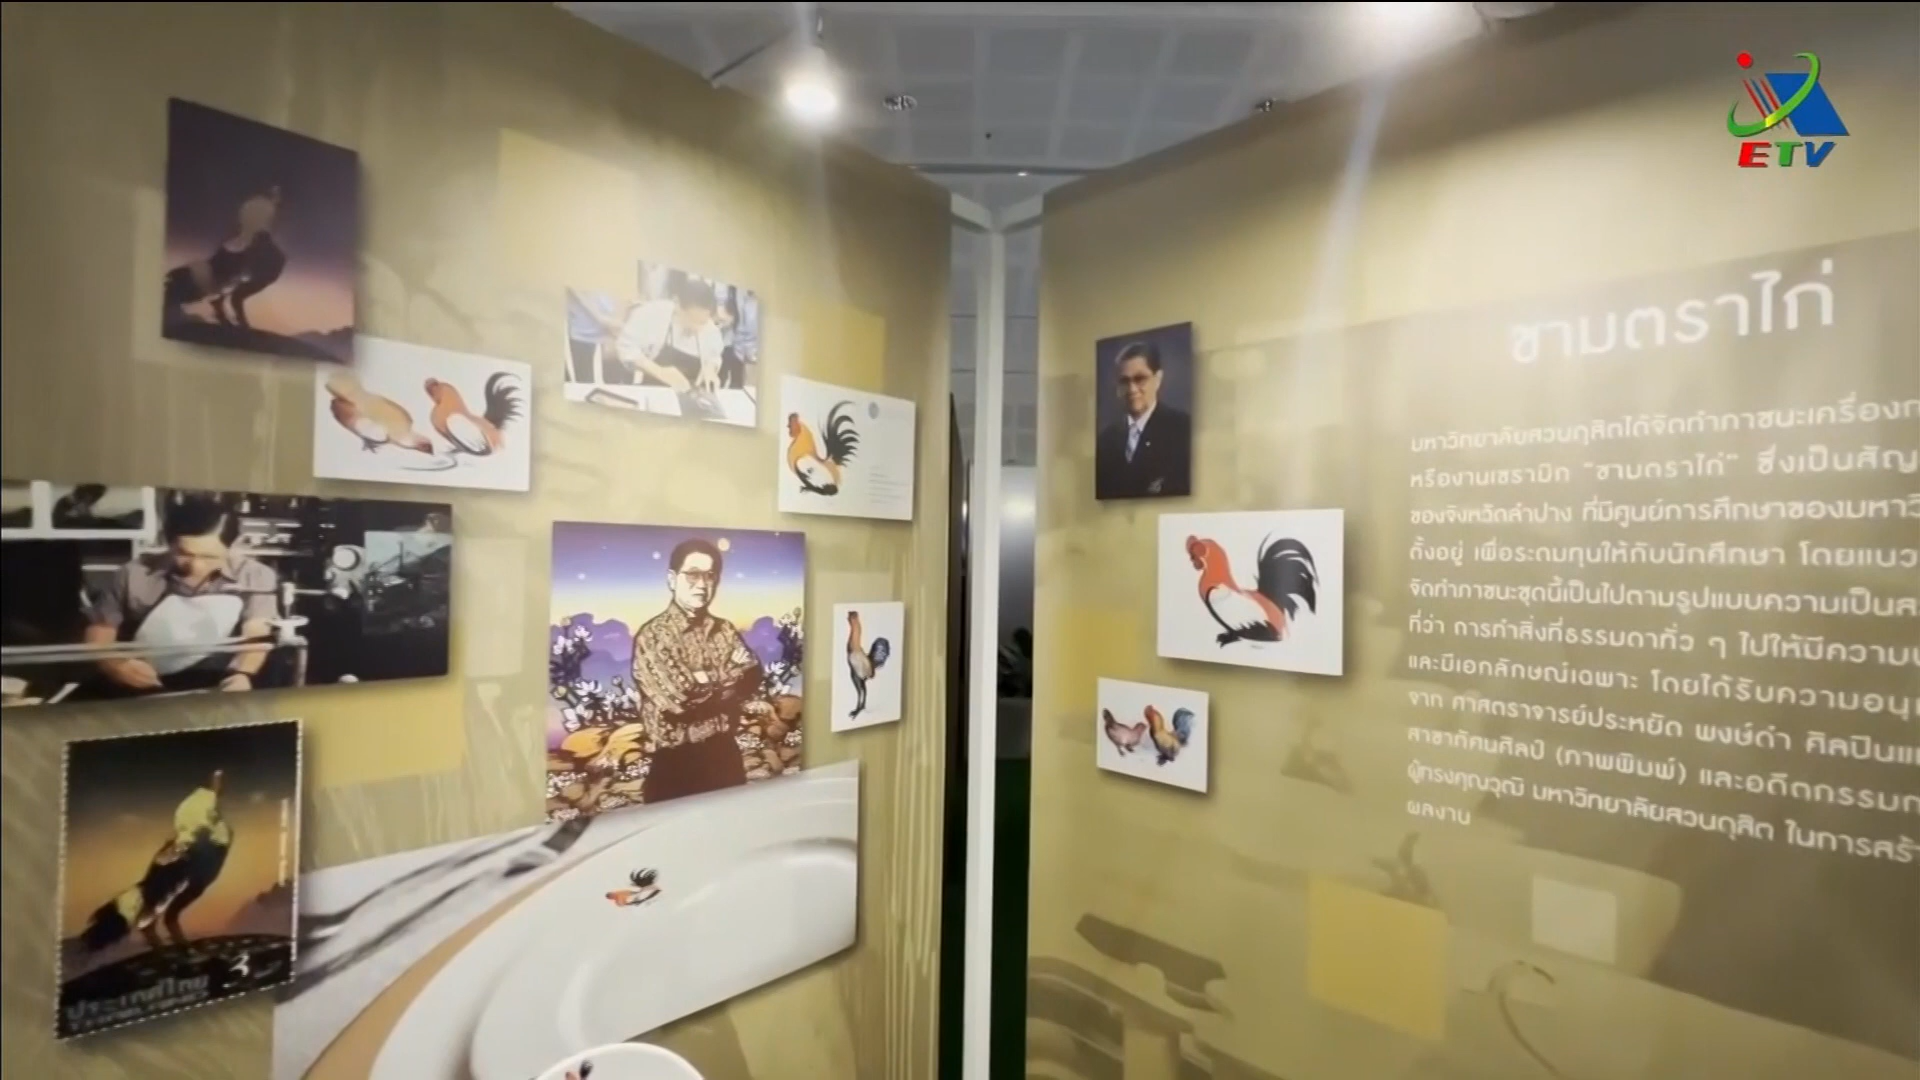 ETV
ชามตราไก่
มหาวิทยาลัยสวนดุสิตได้จัดทำภาชนะเครื่อง
หรืองานเซรามิก "ชามตราไก่" ซึ่งเป็นสัญ
ของจังหวัดลำปาง ที่มีศูนย์การศึกษาของมหาวิ
ตั้งอยู่ เพื่อระดมทุนให้กับนักศึกษา โดยแนว
จัดทำภาชนะชุดนี้เป็นไปตามรูปแบบความเป็นส
ที่ว่า การทำสิ่งที่ธรรมดาทั่ว ๆ ไปให้มีความ
และมีเอกลักษณ์เฉพาะ โดยได้รับความอนุ
จาก ศาสตราจารย์ประหยัด พงษ์ดำ ศิลปินแ
สาขาทัศนศิลป์ (ภาพพิมพ์) และอดีตกรรมก
ผู้ทรงคุณวุฒิ มหาวิทยาลัยสวนดุสิต ในการสร้
ผลงาน
3
ประเทศไทย